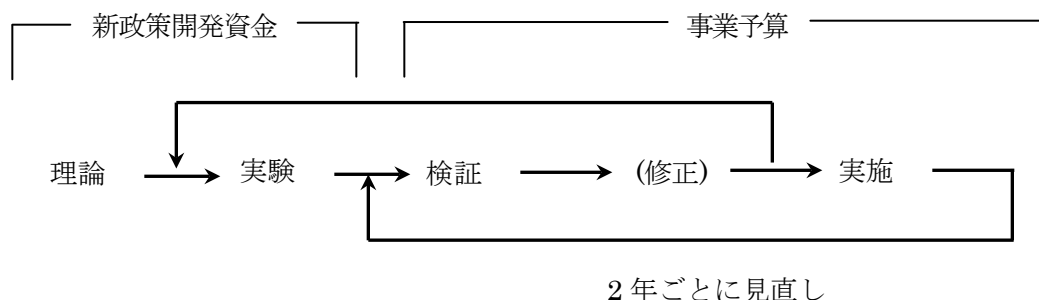 新政策開発資金
事業予算
理論
実験
検証
(修正)
実施
2年ごとに見直し